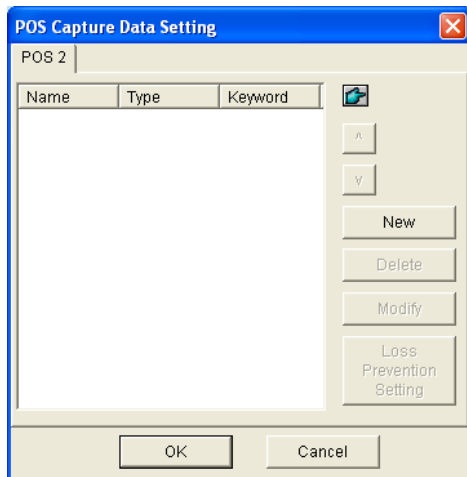 POS Capture Data Setting
POS 2
Name Type Keyword
^
v
New
Delete
Modify
Loss
Prevention
Setting
OK Cancel